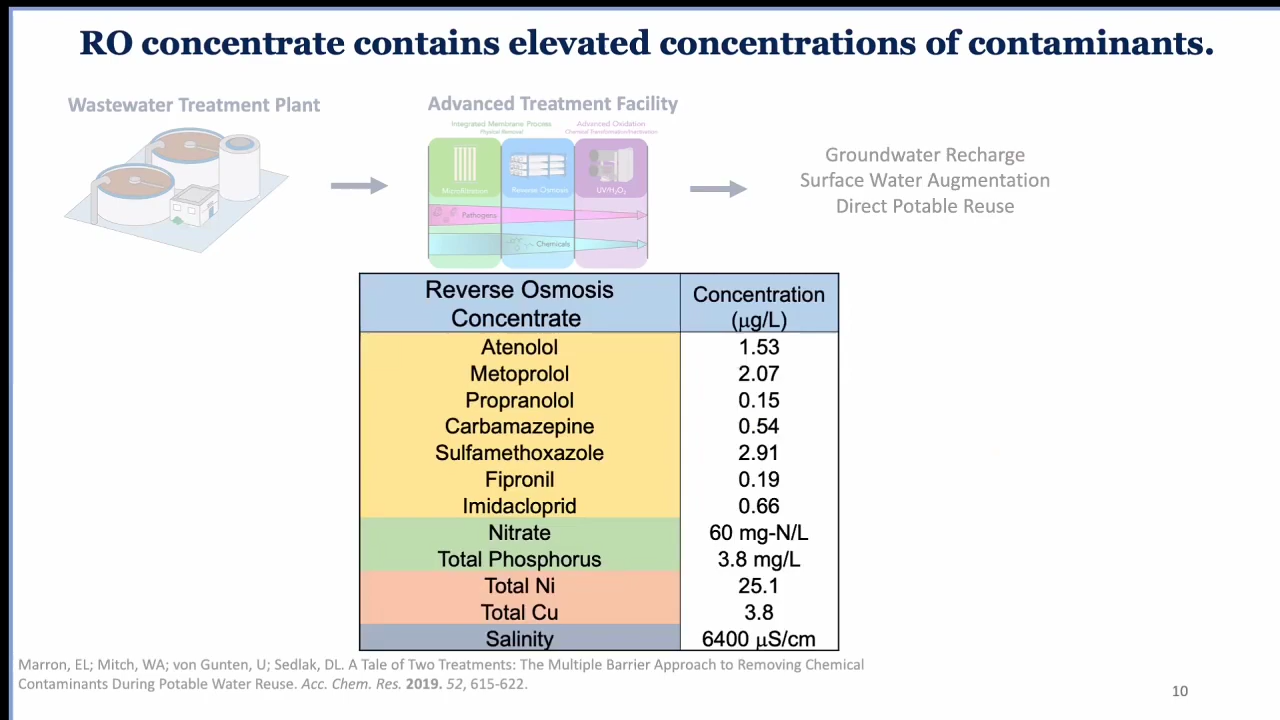 RO concentrate contains elevated concentrations of contaminants.
Wastewater Treatment Plant
Advanced Treatment Facility
Integrated Membrane Process
Physical Removal
Advanced Oxidation
Chemical Transformation/Inactivation
Microfiltration
Reverse Osmosis
UV/H₂O₂
Pathogens
Chemicals
Groundwater Recharge
Surface Water Augmentation
Direct Potable Reuse
Reverse Osmosis Concentrate
Concentration (μg/L)
Atenolol 1.53
Metoprolol 2.07
Propranolol 0.15
Carbamazepine 0.54
Sulfamethoxazole 2.91
Fipronil 0.19
Imidacloprid 0.66
Nitrate 60 mg-N/L
Total Phosphorus 3.8 mg/L
Total Ni 25.1
Total Cu 3.8
Salinity 6400 μS/cm
Marron, EL; Mitch, WA; von Gunten, U; Sedlak, DL. A Tale of Two Treatments: The Multiple Barrier Approach to Removing Chemical
Contaminants During Potable Water Reuse. Acc. Chem. Res. 2019. 52, 615-622.
10